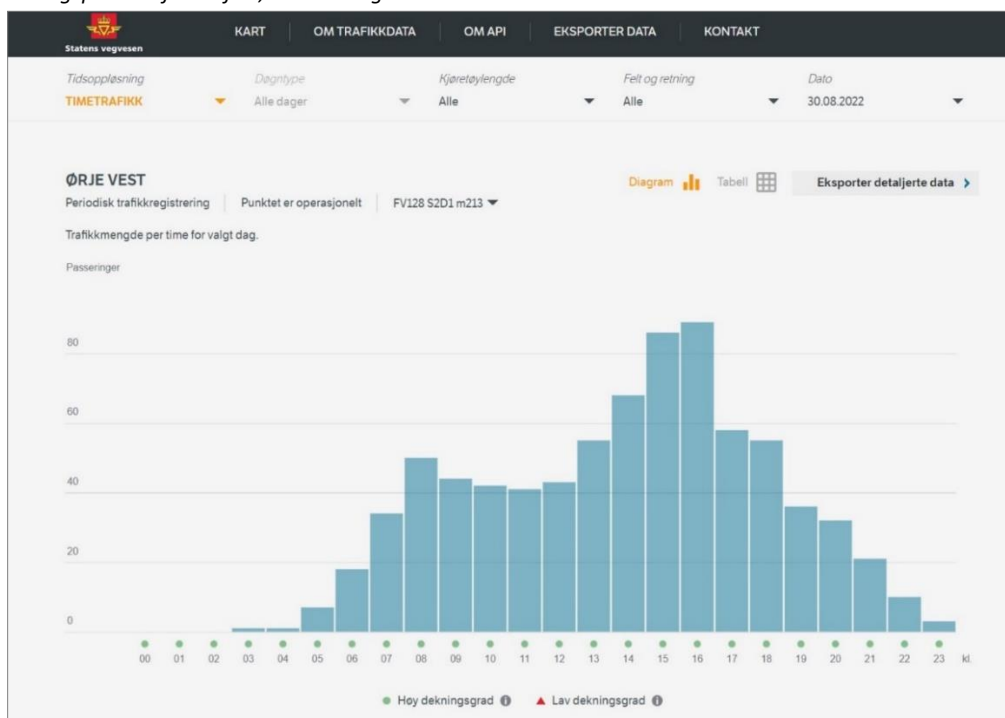 Statens vegvesen
KART OM TRAFIKKDATA OM API EKSPORTER DATA KONTAKT
Tidsoppløsning Døgntype Kjøretøylengde Felt og retning Dato
TIMETRAFIKK Alle dager Alle Alle 30.08.2022
ØRJE VEST
Diagram Tabell Eksporter detaljerte data
Periodisk trafikkregistrering Punktet er operasjonelt FV128 S2D1 m213
Trafikkmengde per time for valgt dag.
Passeringer
80
60
40
20
0
00 01 02 03 04 05 06 07 08 09 10 11 12 13 14 15 16 17 18 19 20 21 22 23 kl.
Høy dekningsgrad Lav dekningsgrad